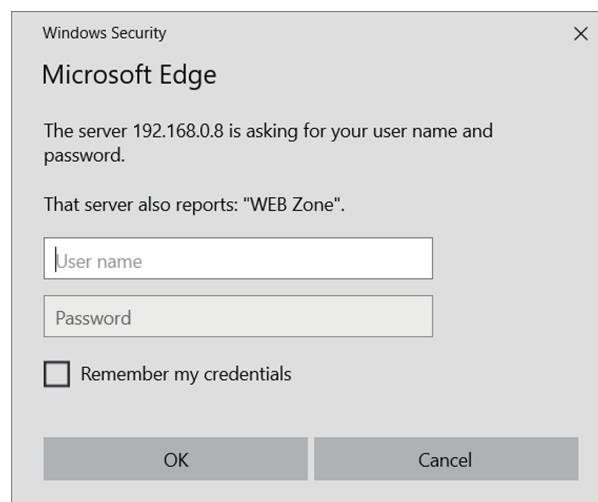 Windows Security
Microsoft Edge
The server 192.168.0.8 is asking for your user name and
password.
That server also reports: "WEB Zone".
User name
Password
Remember my credentials
OK
Cancel